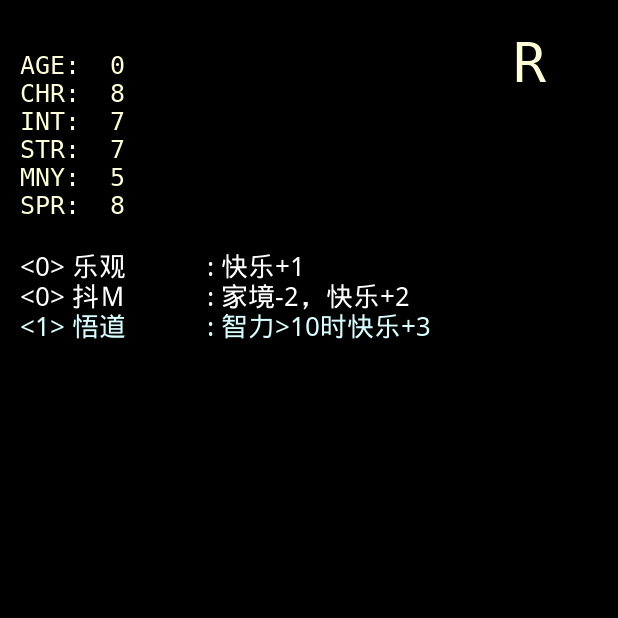 R
AGE: 0
CHR: 8
INT: 7
STR: 7
MNY: 5
SPR: 8
<0> 乐观 : 快乐+1
<0> 抖M : 家境-2，快乐+2
<1> 悟道 : 智力>10时快乐+3